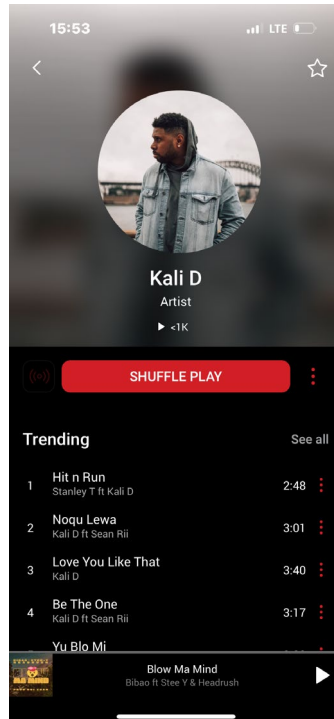 15:53
LTE
Kali D
Artist
<1K
SHUFFLE PLAY
Trending
See all
1
Hit n Run
Stanley T ft Kali D
2:48
2
Noqu Lewa
Kali D ft Sean Rii
3:01
3
Love You Like That
Kali D
3:40
4
Be The One
Kali D ft Sean Rii
3:17
Yu Blo Mi
MA MIND
Blow Ma Mind
Bibao ft Stee Y & Headrush